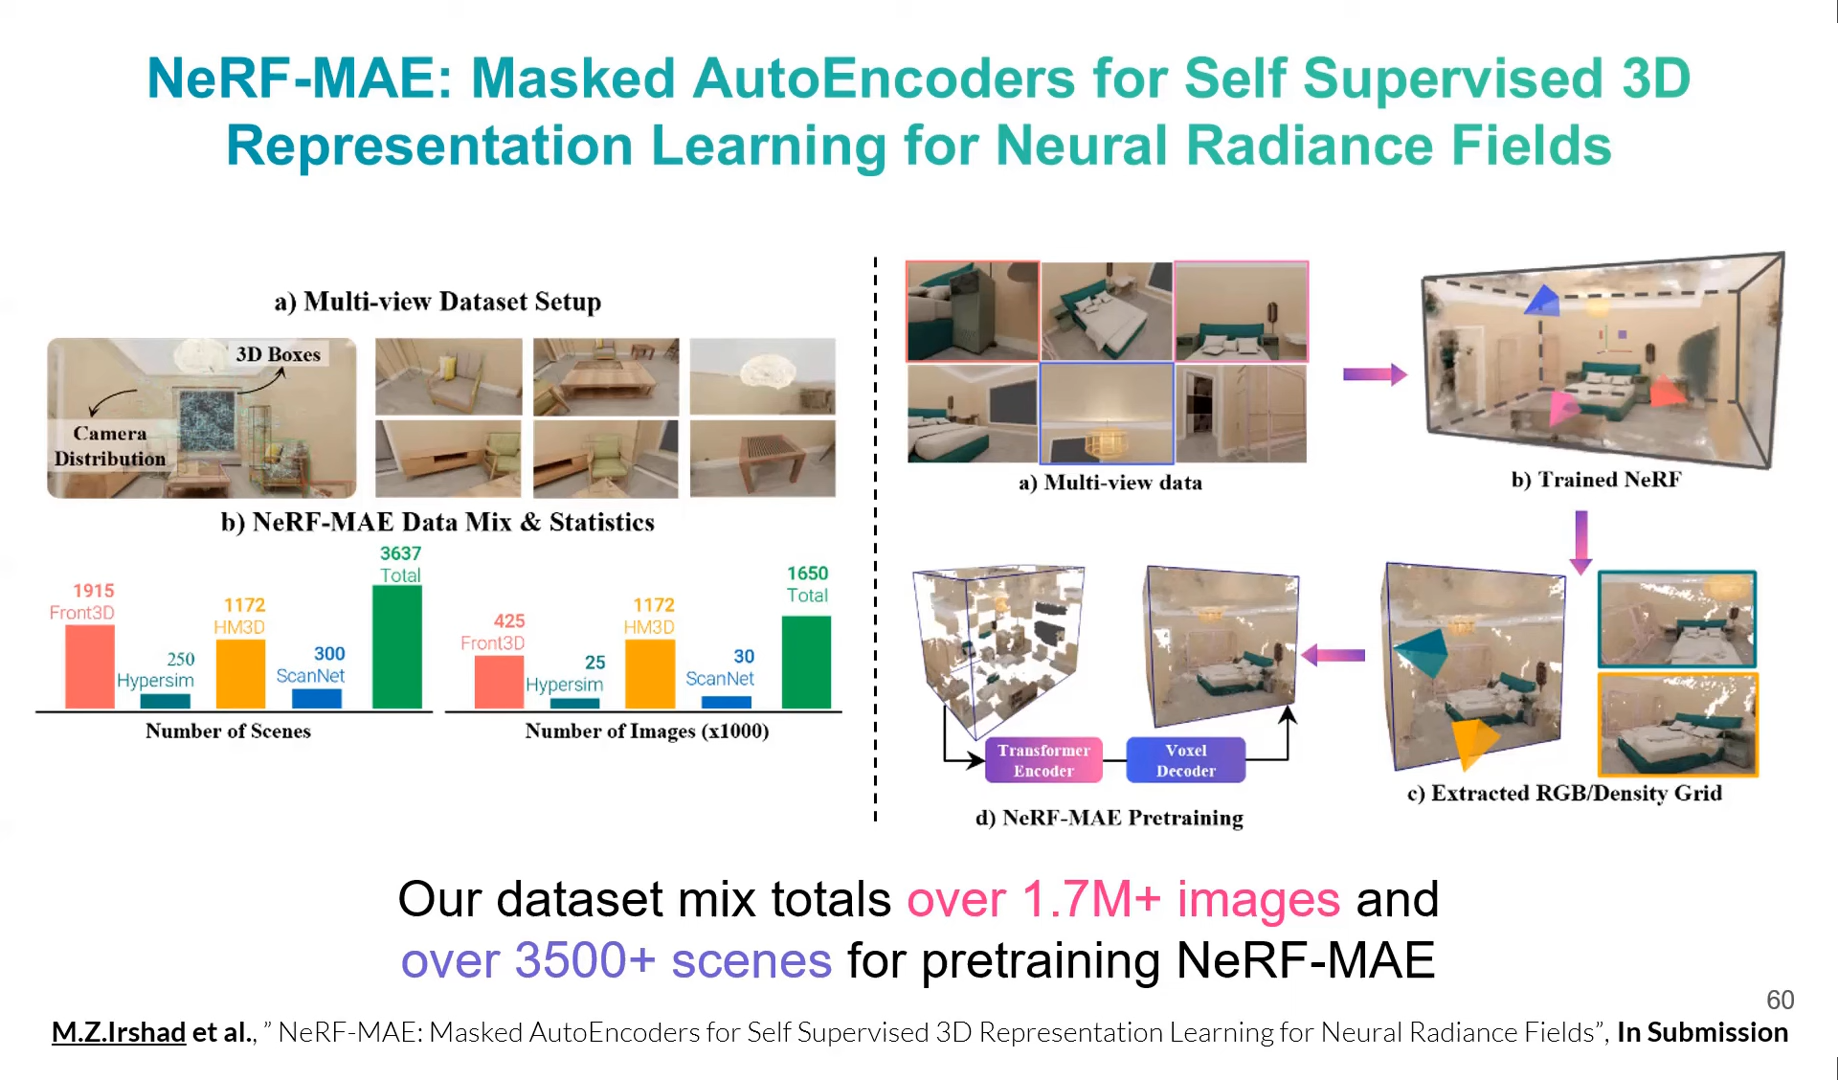 NeRF-MAE: Masked AutoEncoders for Self Supervised 3D
Representation Learning for Neural Radiance Fields
a) Multi-view Dataset Setup
3D Boxes
Camera
Distribution
b) NeRF-MAE Data Mix & Statistics
1915
Front3D
250
Hypersim
1172
HM3D
300
ScanNet
3637
Total
Number of Scenes
425
Front3D
25
Hypersim
1172
HM3D
30
ScanNet
1650
Total
Number of Images (x1000)
a) Multi-view data
b) Trained NeRF
c) Extracted RGB/Density Grid
Transformer
Encoder
Voxel
Decoder
d) NeRF-MAE Pretraining
Our dataset mix totals over 1.7M+ images and
over 3500+ scenes for pretraining NeRF-MAE
60
M.Z.Irshad et al., ” NeRF-MAE: Masked AutoEncoders for Self Supervised 3D Representation Learning for Neural Radiance Fields”, In Submission